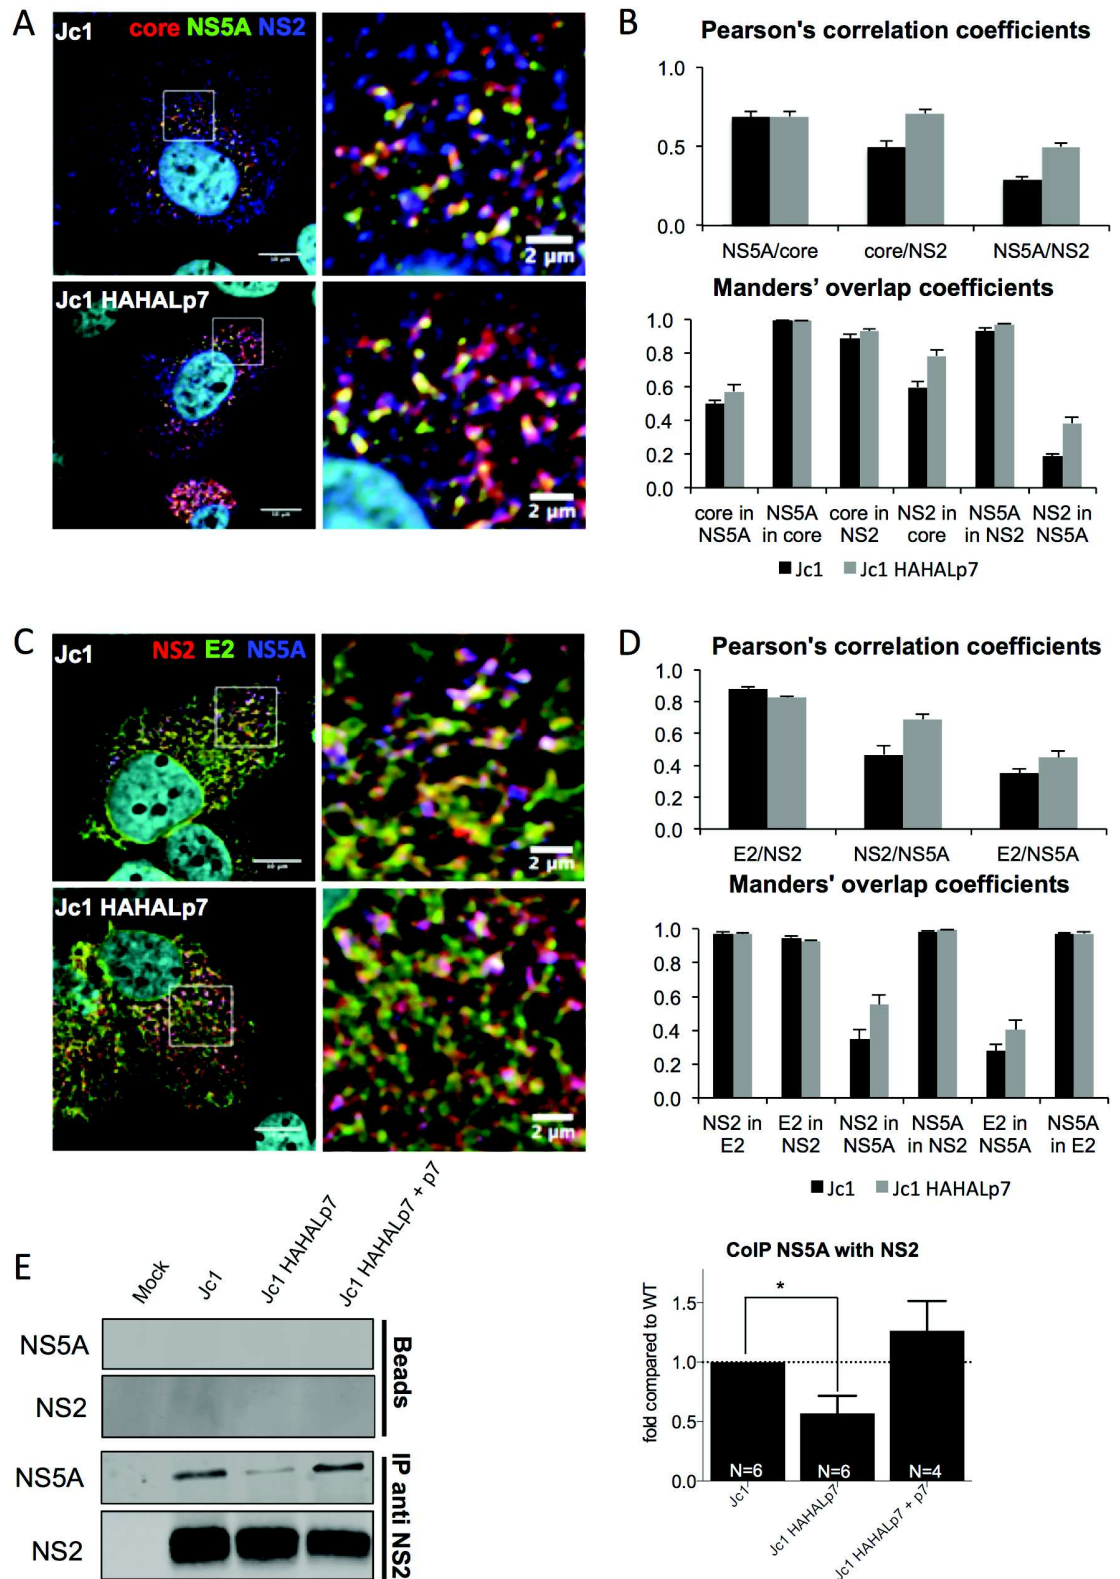 A
Jc1 core NS5A NS2
10 µm
2 µm
Jc1 HAHALp7
10 µm
2 µm
B
Pearson's correlation coefficients
1.0
0.5
0.0
NS5A/core core/NS2 NS5A/NS2
Manders’ overlap coefficients
1.0
0.8
0.6
0.4
0.2
0.0
core in NS5A core in NS2 in NS5A NS2 in
NS5A in core NS2 core in NS2 NS5A
Jc1 Jc1 HAHALp7
C
Jc1 NS2 E2 NS5A
10 µm
2 µm
Jc1 HAHALp7
2 µm
D
Pearson's correlation coefficients
1.0
0.8
0.6
0.4
0.2
0.0
E2/NS2 NS2/NS5A E2/NS5A
Manders' overlap coefficients
1.0
0.8
0.6
0.4
0.2
0.0
NS2 in E2 in NS2 in NS5A E2 in NS5A
E2 NS2 NS5A in NS2 NS5A in E2
Jc1 Jc1 HAHALp7
E
Mock
Jc1
Jc1 HAHALp7
Jc1 HAHALp7 + p7
NS5A
NS2
Beads
NS5A
NS2
IP anti NS2
CoIP NS5A with NS2
fold compared to WT
1.5
1.0
0.5
0.0
*
N=6 N=6 N=4
Jc1
Jc1 HAHALp7
Jc1 HAHALp7 + p7